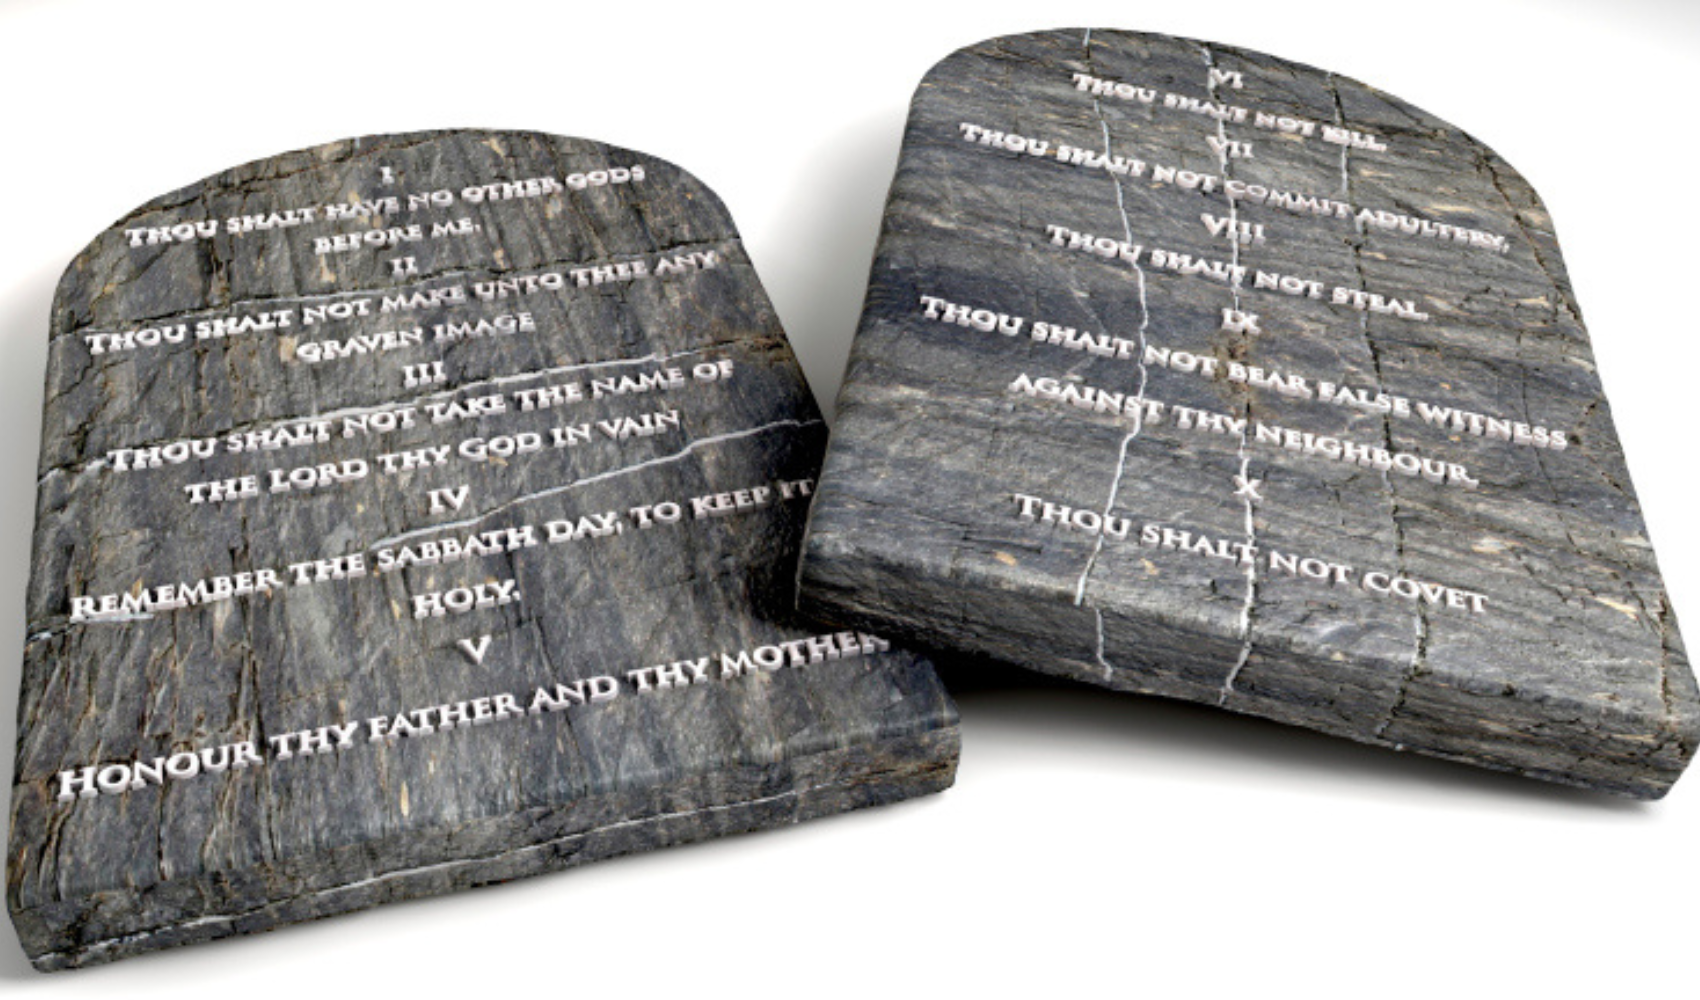 I
THOU SHALT HAVE NO OTHER GODS
BEFORE ME.
II
THOU SHALT NOT MAKE UNTO THEE ANY
GRAVEN IMAGE
III
THOU SHALT NOT TAKE THE NAME OF
THE LORD THY GOD IN VAIN
IV
REMEMBER THE SABBATH DAY, TO KEEP IT
HOLY.
V
HONOUR THY FATHER AND THY MOTHER
VI
THOU SHALT NOT KILL.
VII
THOU SHALT NOT COMMIT ADULTERY.
VIII
THOU SHALT NOT STEAL.
IX
THOU SHALT NOT BEAR FALSE WITNESS
AGAINST THY NEIGHBOUR.
X
THOU SHALT NOT COVET